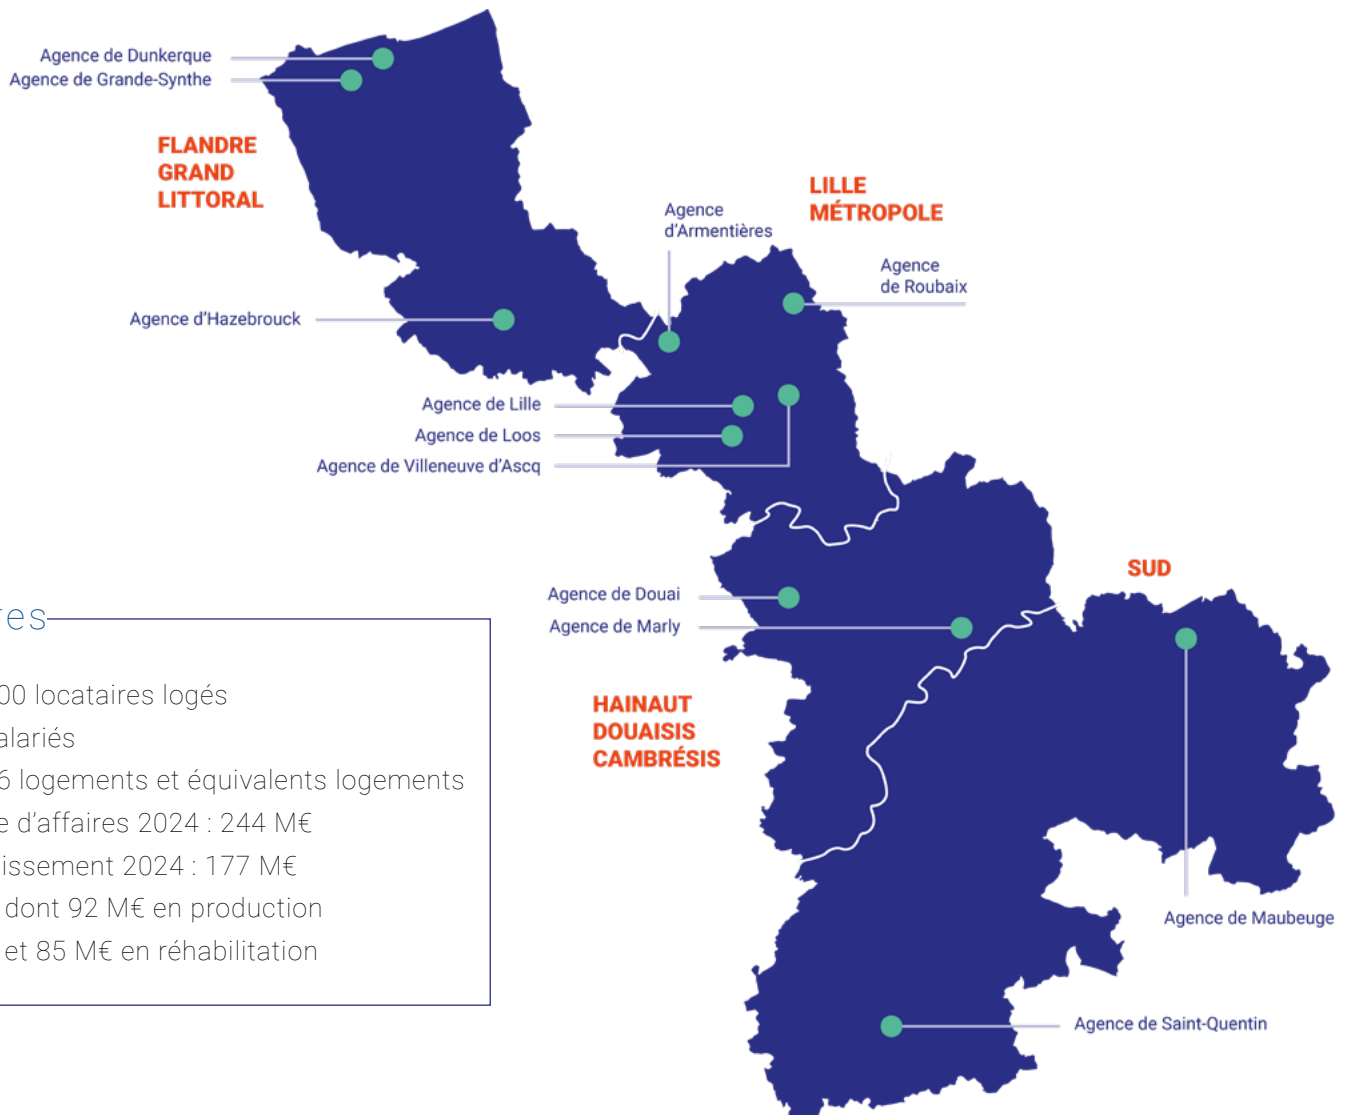 Agence de Dunkerque
Agence de Grande-Synthe
FLANDRE
GRAND
LITTORAL
LILLE
MÉTROPOLE
Agence
d'Armentières
Agence
de Roubaix
Agence d'Hazebrouck
Agence de Lille
Agence de Loos
Agence de Villeneuve d'Ascq
SUD
Agence de Douai
Agence de Marly
HAINAUT
DOUAISIS
CAMBRÉSIS
Agence de Maubeuge
Agence de Saint-Quentin
locataires logés
logements et équivalents logements
d'affaires 2024 : 244 M€
2024 : 177 M€
dont 92 M€ en production
et 85 M€ en réhabilitation